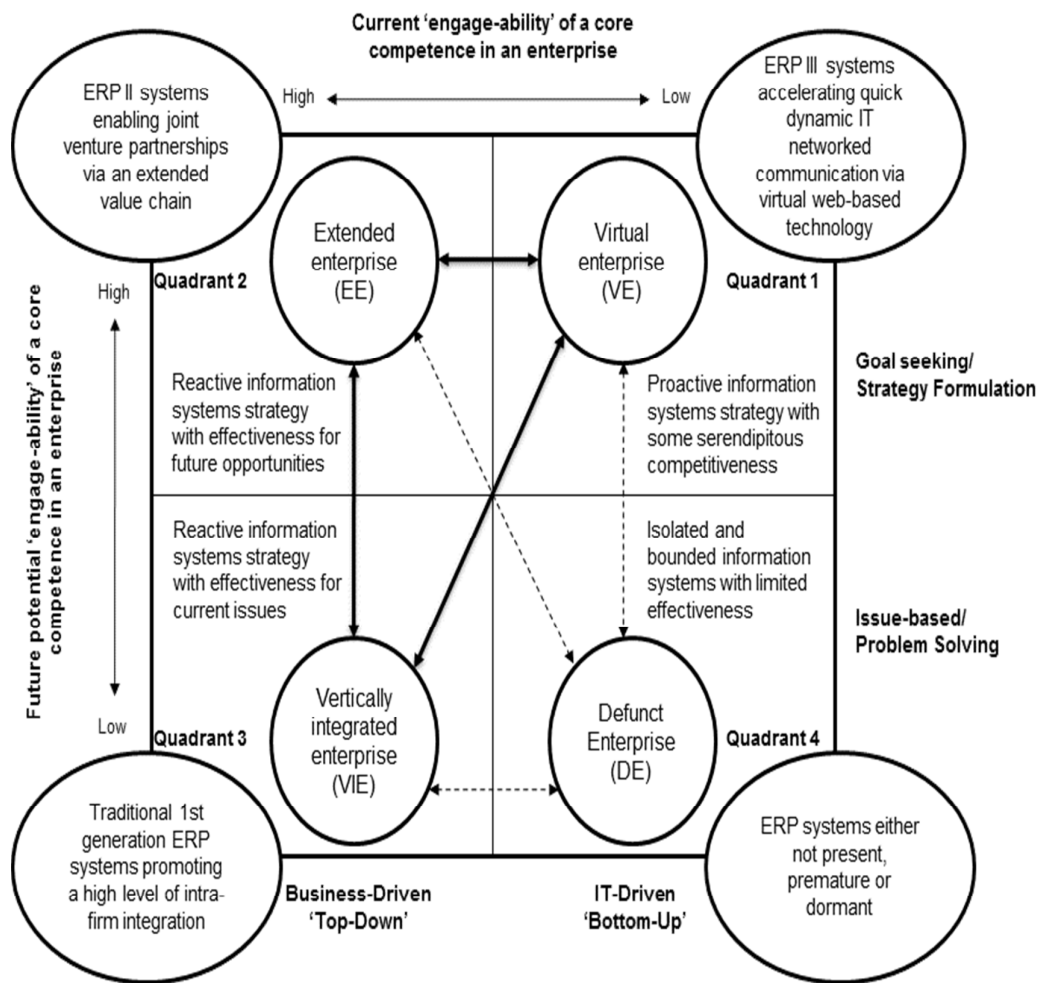 Current ‘engage-ability’ of a core
competence in an enterprise
High
Low
ERP II systems
enabling joint
venture partnerships
via an extended
value chain
ERP III systems
accelerating quick
dynamic IT
networked
communication via
virtual web-based
technology
Extended
enterprise
(EE)
Virtual
enterprise
(VE)
Quadrant 2
Quadrant 1
Future potential ‘engage-ability’ of a core
competence in an enterprise
High
Low
Reactive information
systems strategy
with effectiveness for
future opportunities
Proactive information
systems strategy with
some serendipitous
competitiveness
Goal seeking/
Strategy Formulation
Reactive information
systems strategy
with effectiveness for
current issues
Isolated and
bounded information
systems with limited
effectiveness
Issue-based/
Problem Solving
Vertically
integrated
enterprise
(VIE)
Defunct
Enterprise
(DE)
Quadrant 3
Quadrant 4
Traditional 1st
generation ERP
systems promoting
a high level of intra-
firm integration
ERP systems either
not present,
premature or
dormant
Business-Driven
‘Top-Down’
IT-Driven
‘Bottom-Up’